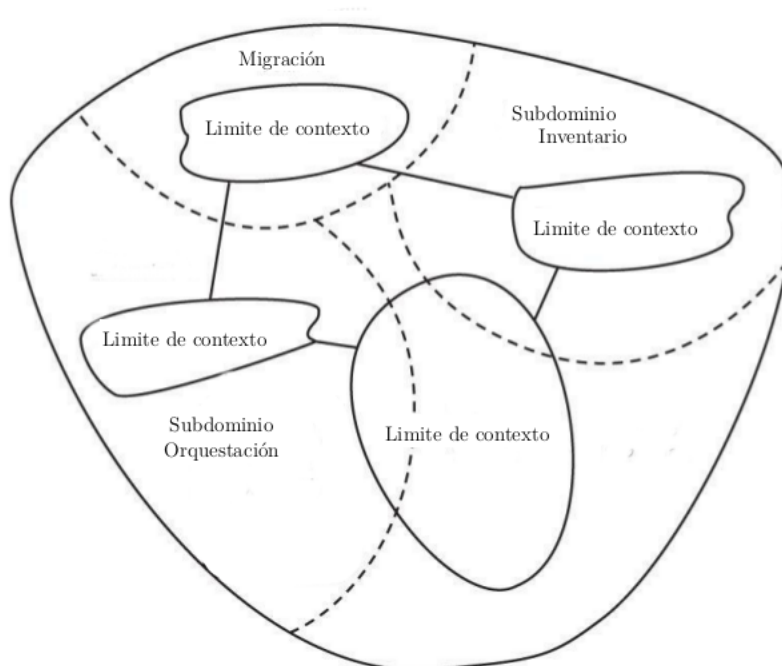 Migración
Limite de contexto
Subdominio
Inventario
Limite de contexto
Limite de contexto
Subdominio
Orquestación
Limite de contexto